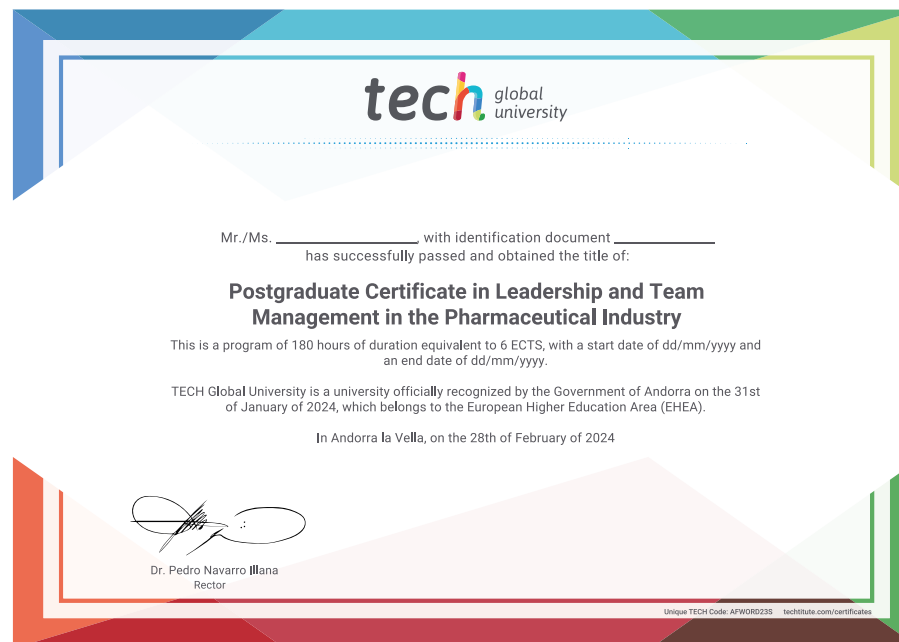 tech global university
Mr./Ms. ________________, with identification document ____________
has successfully passed and obtained the title of:
Postgraduate Certificate in Leadership and Team
Management in the Pharmaceutical Industry
This is a program of 180 hours of duration equivalent to 6 ECTS, with a start date of dd/mm/yyyy and
an end date of dd/mm/yyyy.
TECH Global University is a university officially recognized by the Government of Andorra on the 31st
of January of 2024, which belongs to the European Higher Education Area (EHEA).
In Andorra la Vella, on the 28th of February of 2024
Dr. Pedro Navarro Illana
Rector
Unique TECH Code: AFWORD23S techtitute.com/certificates